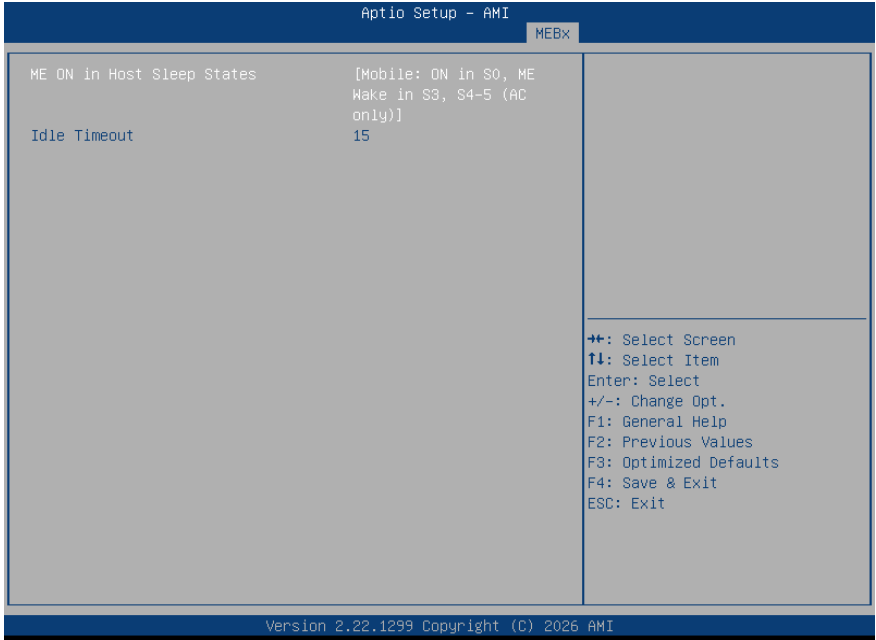 Aptio Setup – AMI
MEBx
ME ON in Host Sleep States [Mobile: ON in S0, ME
Wake in S3, S4-5 (AC
only)]
Idle Timeout 15
→←: Select Screen
↑↓: Select Item
Enter: Select
+/-: Change Opt.
F1: General Help
F2: Previous Values
F3: Optimized Defaults
F4: Save & Exit
ESC: Exit
Version 2.22.1299 Copyright (C) 2026 AMI